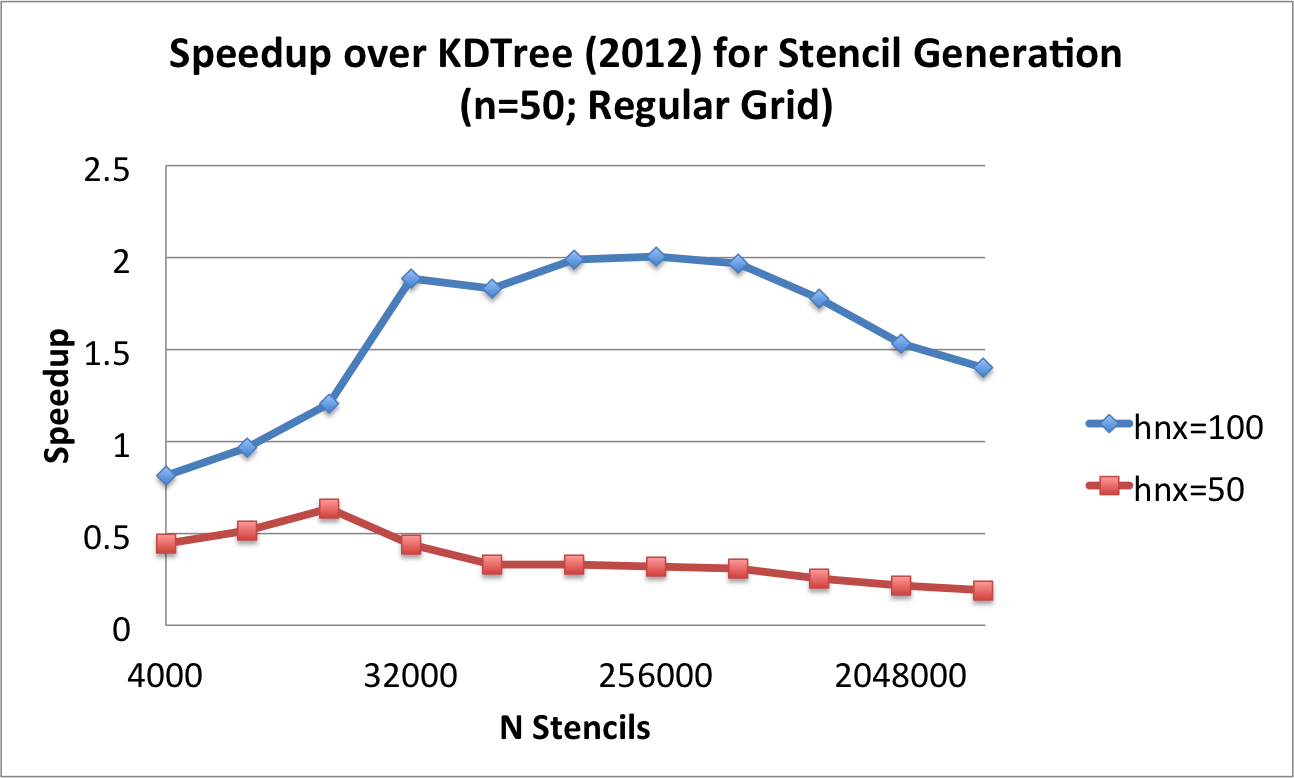 Speedup over KDTree (2012) for Stencil Generation
(n=50; Regular Grid)
2.5
2
1.5
1
0.5
0
Speedup
4000 32000 256000 2048000
N Stencils
hnx=100
hnx=50